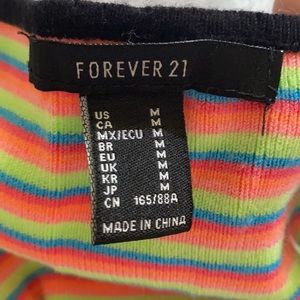 FOREVER 21
US M
CA M
MX/ECU M
BR M
EU M
UK M
KR M
JP M
CN 165/88A
MADE IN CHINA